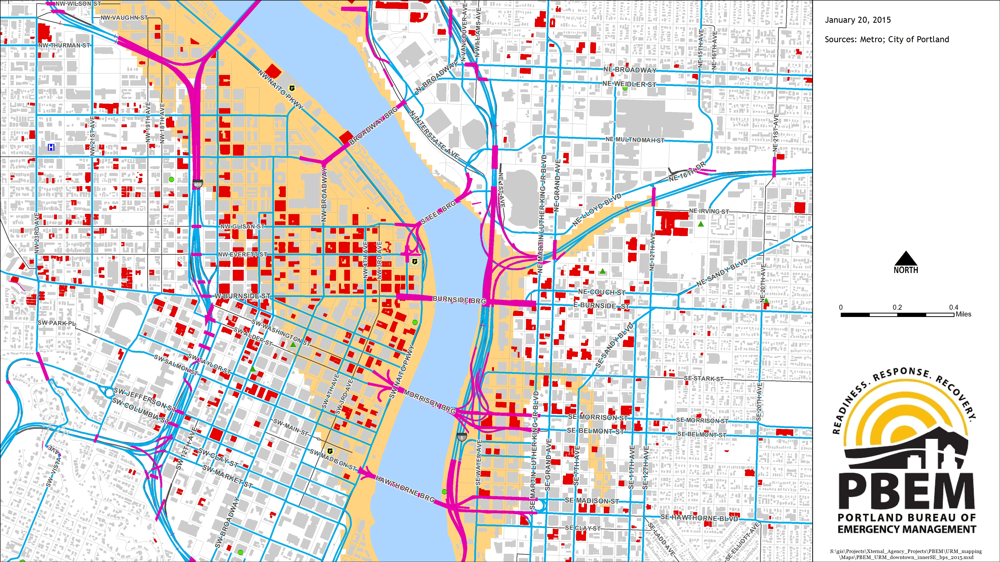 NW WILSON ST
NW VAUGHN ST
NW THURMAN ST
N VANCOUVER AVE
N WILLIAMS AVE
NE 15TH AVE
NE 16TH AVE
N BROADWAY
NE BROADWAY
NE WEIDLER ST
NW NAITO PKWY
NW 19TH AVE
NW 18TH AVE
NW 21ST AVE
BROADWAY BRG
N INTERSTATE AVE
NE MULTNOMAH ST
NE 21ST AVE
H
P
405
NW BROADWAY
NE 1ST AVE
NE MARTIN LUTHER KING JR BLVD
NE GRAND AVE
NE 16TH DR
STEEL BRG
NE LLOYD BLVD
NE IRVING ST
NW 23RD AVE
NW GLISAN ST
NW EVERETT ST
NW 4TH AVE
NW 3RD AVE
P
NE 12TH AVE
NE SANDY BLVD
NE 20TH AVE
W BURNSIDE ST
BURNSIDE BRG
NE COUCH ST
E BURNSIDE ST
SW PARK PL
SW WASHINGTON ST
SW ALDER ST
SE SANDY BLVD
SW TAYLOR ST
SW SALMON ST
SW NAITO PKWY
SE STARK ST
SW 4TH AVE
SW 3RD AVE
SW JEFFERSON ST
SW COLUMBIA ST
MORRISON BRG
SE MARTIN LUTHER KING JR BLVD
SE 20TH AVE
SE MORRISON ST
SE MORRISON ST
SE BELMONT ST
SE BELMONT ST
SW MAIN ST
5
SW 12TH AVE
SW CLAY ST
SW MADISON ST
P
SW MARKET ST
SW VISTA AVE
SE WATER AVE
SE GRAND AVE
SE 7TH AVE
SE 11TH AVE
SE 12TH AVE
HAWTHORNE BRG
SE MADISON ST
SE HAWTHORNE BLVD
SE CLAY ST
SW BROADWAY
SE LADD AVE
SE ELLIOTT AVE
January 20, 2015
Sources: Metro; City of Portland
NORTH
0 0.2 0.4
Miles
READINESS. RESPONSE. RECOVERY.
PBEM
PORTLAND BUREAU OF
EMERGENCY MANAGEMENT
S:\gis\Projects\Xternal_Agency_Projects\PBEM\URM_mapping
\Maps\PBEM_URM_downtown_innerSE_bps_2015.mxd